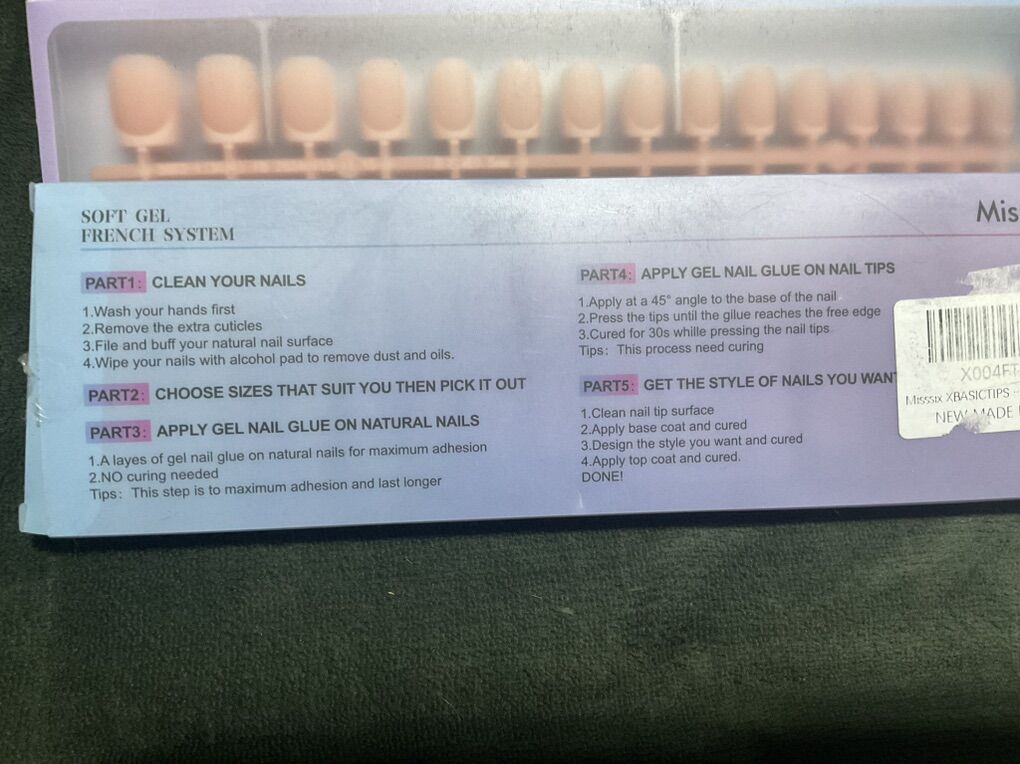 SOFT GEL
FRENCH SYSTEM
Mis
PART1: CLEAN YOUR NAILS
1.Wash your hands first
2.Remove the extra cuticles
3.File and buff your natural nail surface
4.Wipe your nails with alcohol pad to remove dust and oils.
PART2: CHOOSE SIZES THAT SUIT YOU THEN PICK IT OUT
PART3: APPLY GEL NAIL GLUE ON NATURAL NAILS
1.A layes of gel nail glue on natural nails for maximum adhesion
2.NO curing needed
Tips: This step is to maximum adhesion and last longer
PART4: APPLY GEL NAIL GLUE ON NAIL TIPS
1.Apply at a 45° angle to the base of the nail
2.Press the tips until the gilue reaches the free edge
3.Cured for 30s whille pressing the nail tips
Tips: This process need curing
PART5: GET THE STYLE OF NAILS YOU WANT
1.Clean nail tip surface
2.Apply base coat and cured
3.Design the style you want and cured
4.Apply top coat and cured.
DONE!
X004FT
Misssix XBASICTIPS
NEW MADE